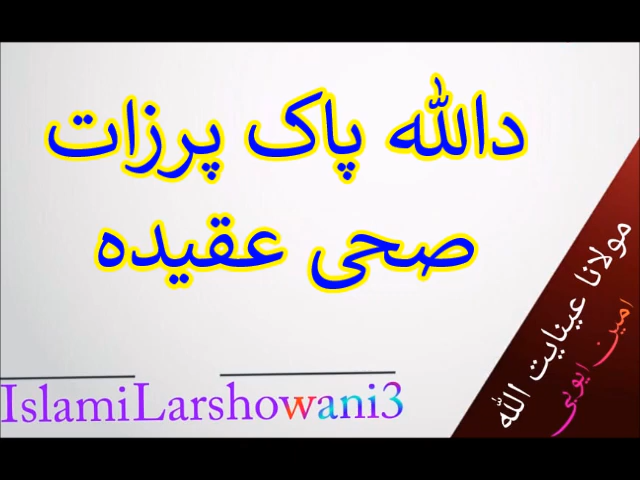 دالله پاک پرزات
صحی عقیده
مولانا عینایت الله
امین ایوبی
IslamiLarshowani3